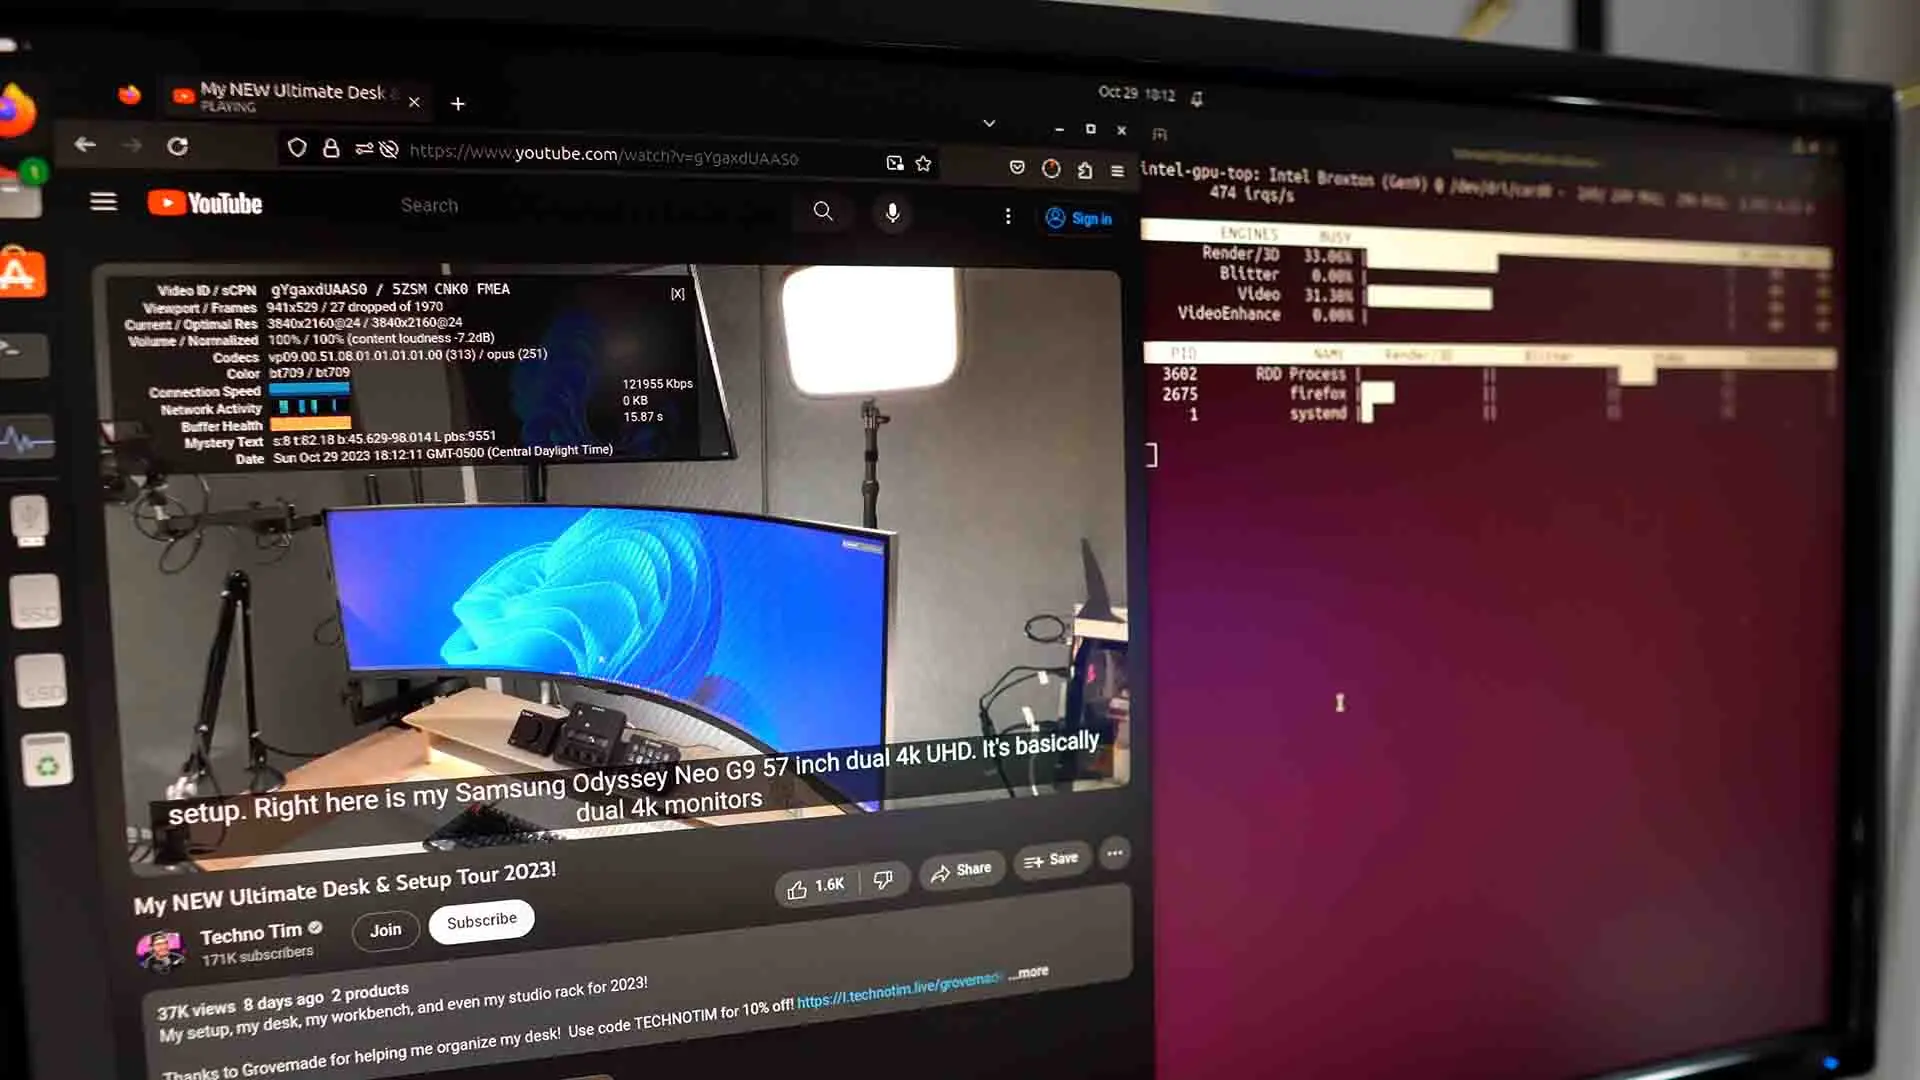 My NEW Ultimate Desk &
PLAYING
Oct 29 18:12
https://www.youtube.com/watch?v=gYgaxdUAAS0
YouTube
Search
Sign in
Video ID / sCPN gYgaxdUAAS0 / 5ZSM CNK0 FMEA
[X]
Viewport / Frames 941x529 / 27 dropped of 1970
Current / Optimal Res 3840x2160@24 / 3840x2160@24
Volume / Normalized 100% / 100% (content loudness -7.2dB)
Codecs vp09.00.51.08.01.01.01.01.00 (313) / opus (251)
Color bt709 / bt709
Connection Speed 121955 Kbps
Network Activity 0 KB
Buffer Health 15.87 s
Mystery Text s:8 t:82.18 b:45.629-98.014 L pbs:9551
Date Sun Oct 29 2023 18:12:11 GMT-0500 (Central Daylight Time)
setup. Right here is my Samsung Odyssey Neo G9 57 inch dual 4k UHD. It's basically
dual 4k monitors
My NEW Ultimate Desk & Setup Tour 2023!
Techno Tim
171K subscribers
Join
Subscribe
1.6K
Share
Save
37K views 8 days ago 2 products
My setup, my desk, my workbench, and even my studio rack for 2023!
...more
Thanks to Grovemade for helping me organize my desk! Use code TECHNOTIM for 10% off! https://l.technotim.live/grovemad
SSD
SSD
intel-gpu-top: Intel Broxton (Gen9) @ /dev/dri/card0 -
474 irqs/s
ENGINES BUSY
Render/3D 33.06%
Blitter 0.00%
Video 31.38%
VideoEnhance 0.00%
PID NAME Render/3D Blitter
3602 RDD Process
2675 firefox
1 systemd